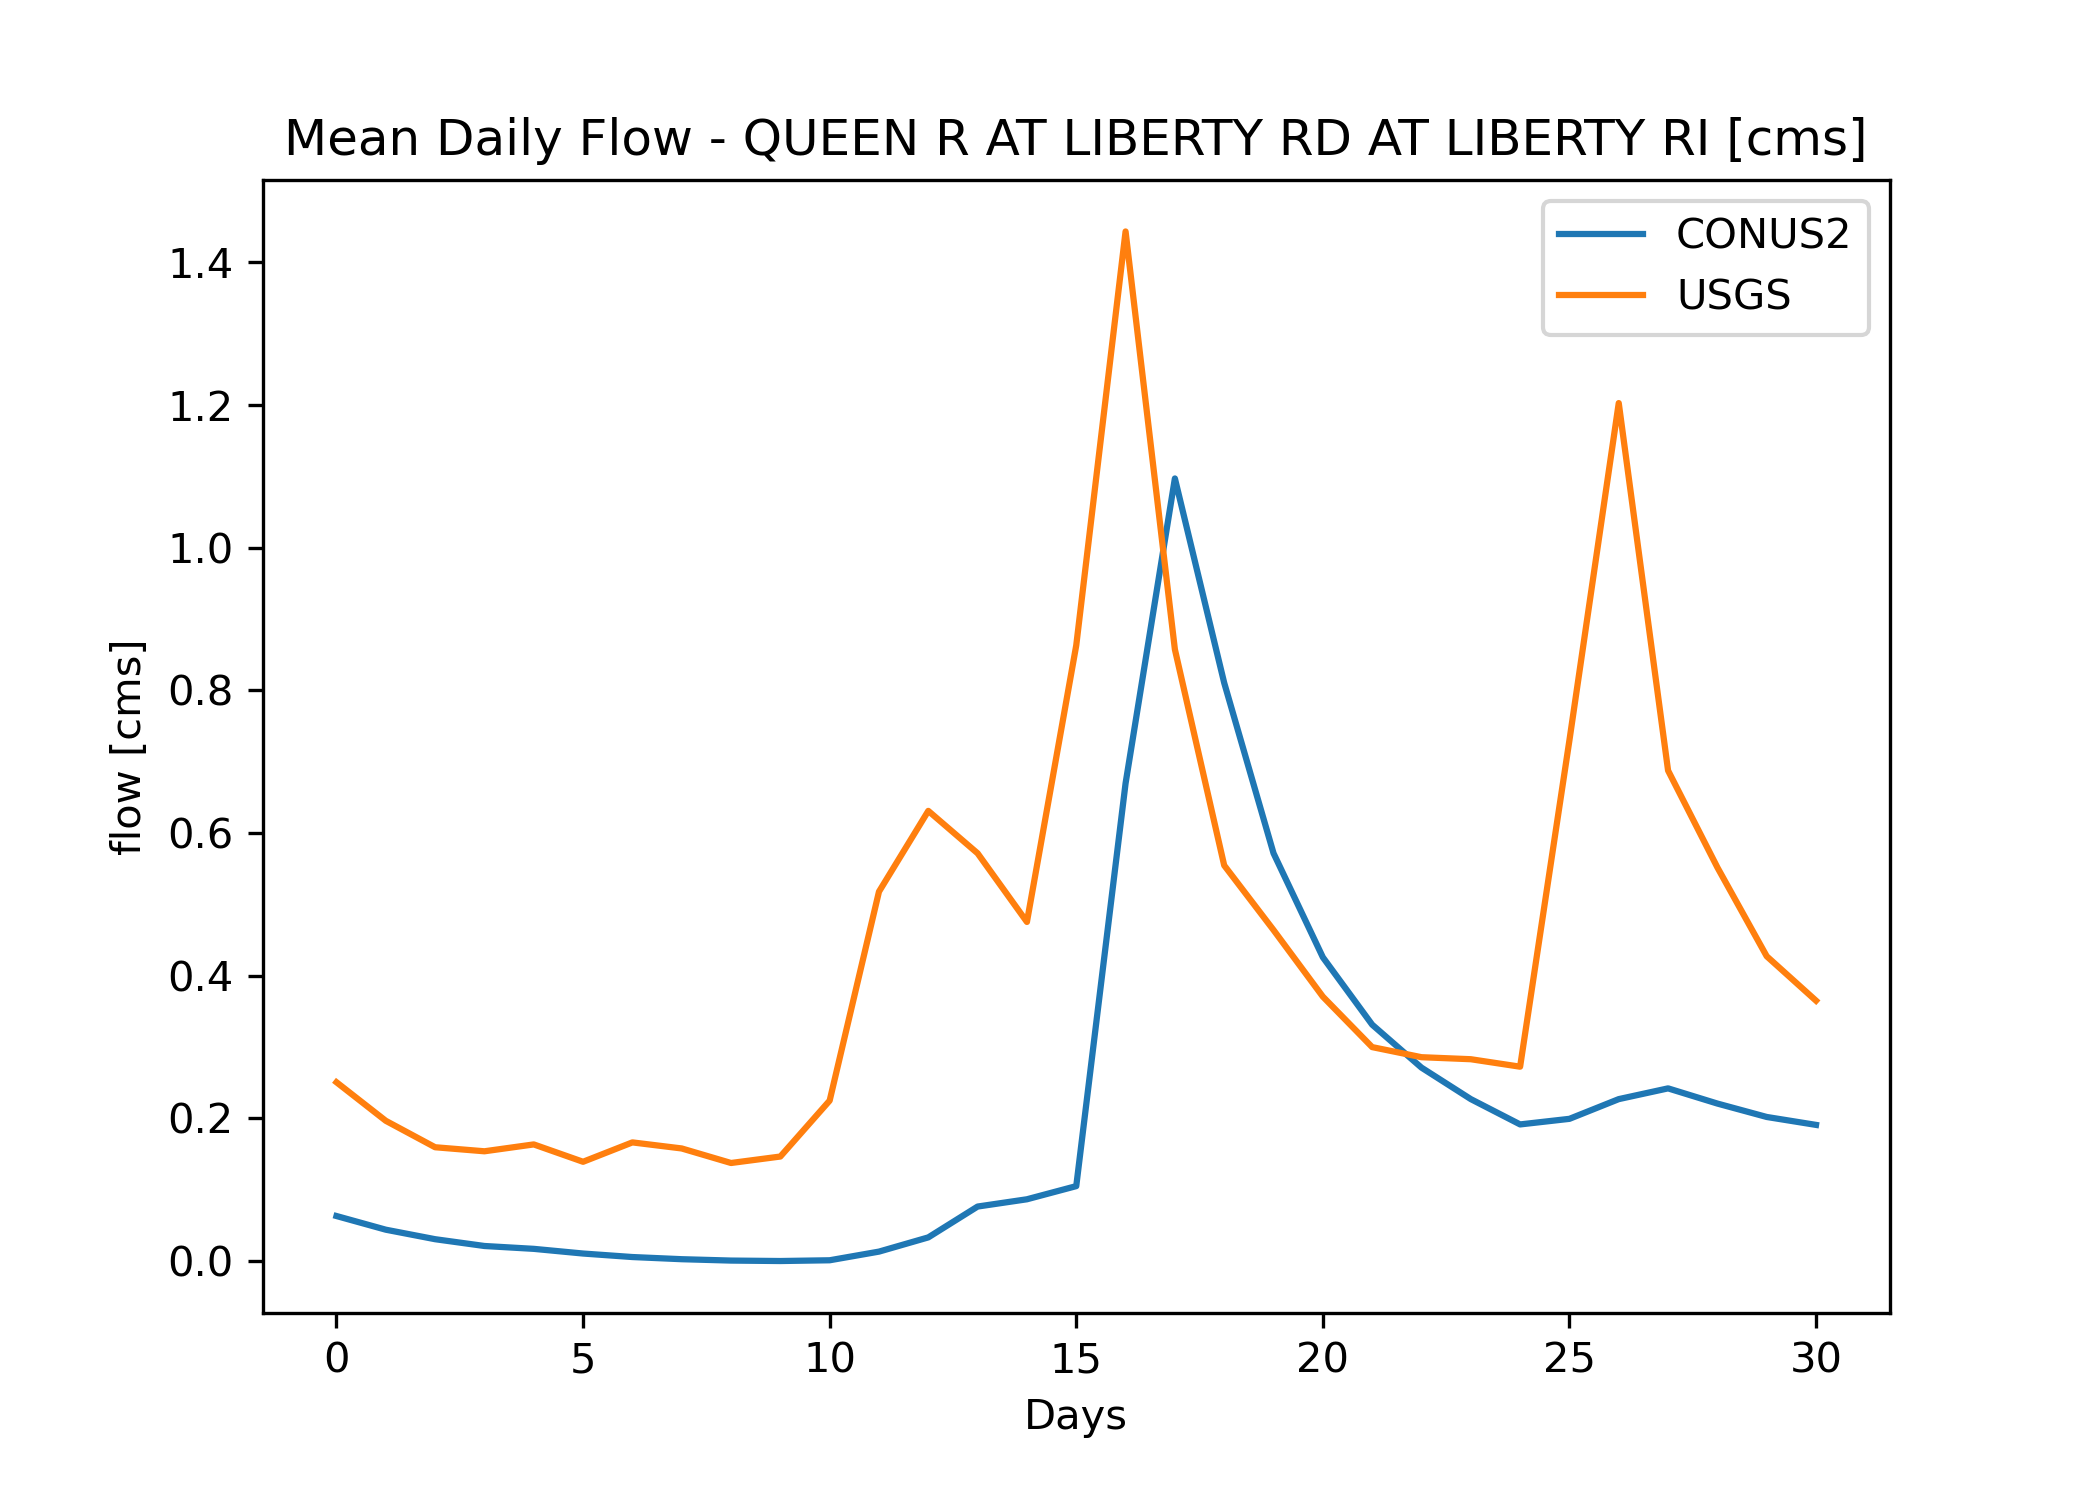 Mean Daily Flow - QUEEN R AT LIBERTY RD AT LIBERTY RI [cms]
CONUS2
USGS
flow [cms]
1.4
1.2
1.0
0.8
0.6
0.4
0.2
0.0
0 5 10 15 20 25 30
Days